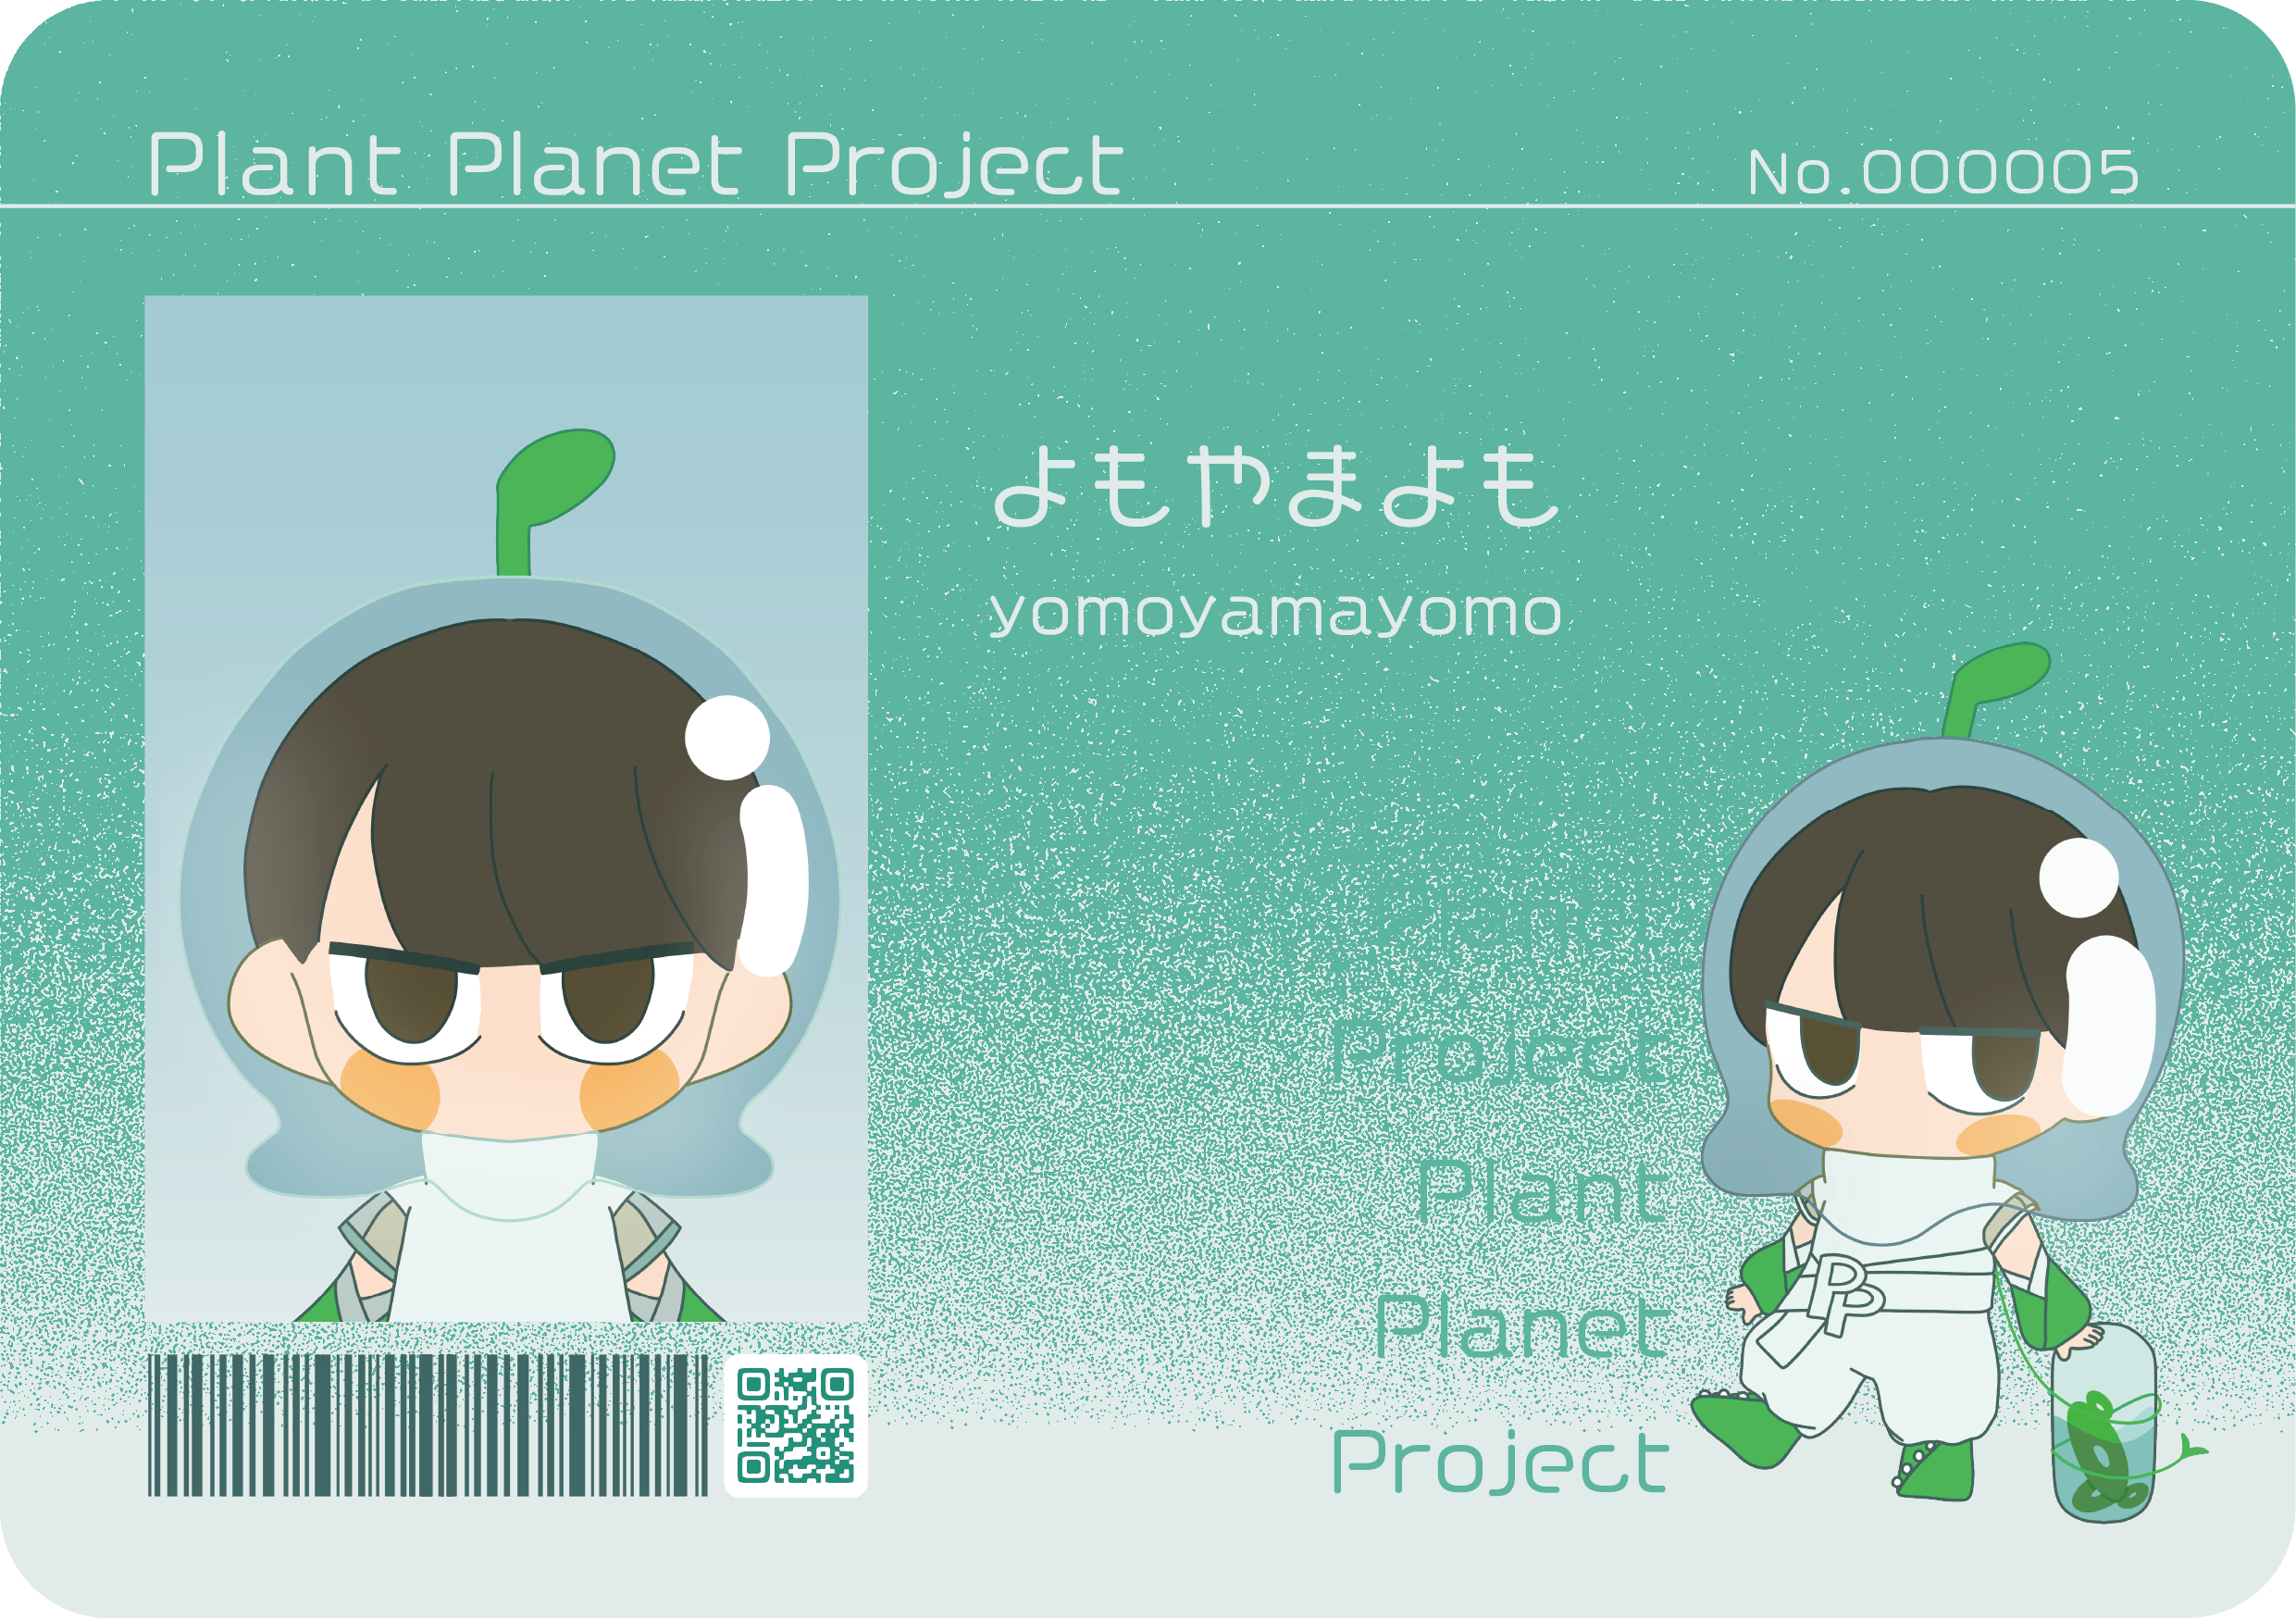 Plant Planet Project
No.000005
よもやまよも
yomoyamayomo
Project
Plant
Planet
Project
PP